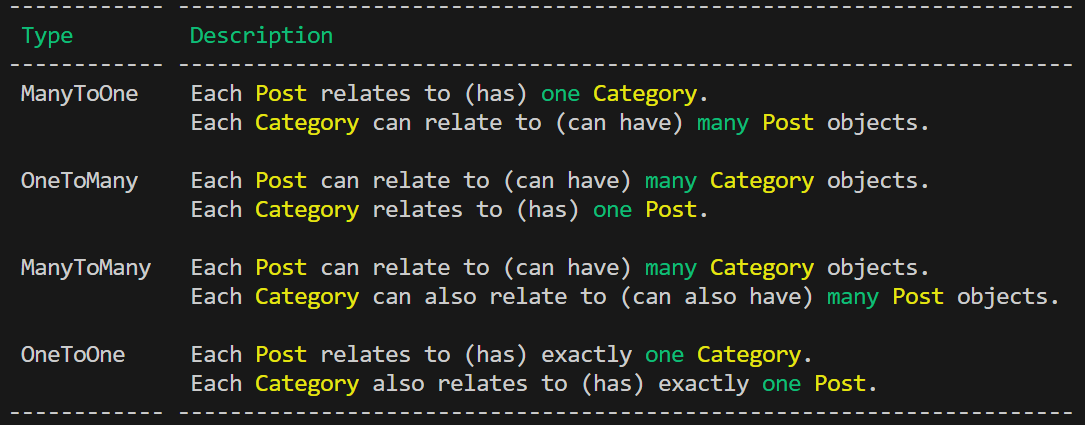 ------------ ---------------------------------------------------------------------
Type Description
------------ ---------------------------------------------------------------------
ManyToOne Each Post relates to (has) one Category.
Each Category can relate to (can have) many Post objects.
OneToMany Each Post can relate to (can have) many Category objects.
Each Category relates to (has) one Post.
ManyToMany Each Post can relate to (can have) many Category objects.
Each Category can also relate to (can also have) many Post objects.
OneToOne Each Post relates to (has) exactly one Category.
Each Category also relates to (has) exactly one Post.
------------ ---------------------------------------------------------------------